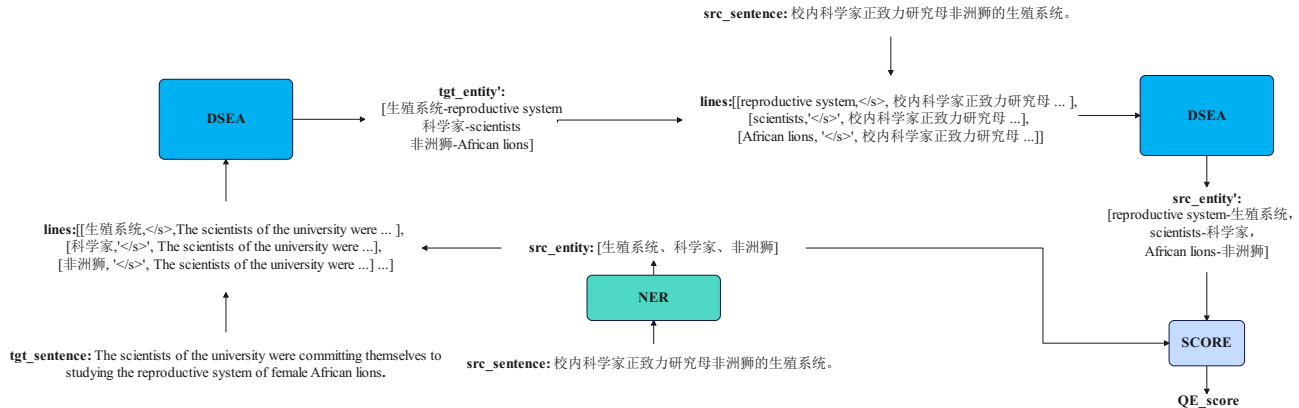 src_sentence: 校内科学家正致力研究母非洲狮的生殖系统。
DSEA
tgt_entity':
[生殖系统-reproductive system
科学家-scientists
非洲狮-African lions]
lines:[[reproductive system,</s>, 校内科学家正致力研究母 ... ],
[scientists,'</s>', 校内科学家正致力研究母 ...],
[African lions, '</s>', 校内科学家正致力研究母 ...]]
DSEA
src_entity':
[reproductive system-生殖系统，
scientists-科学家，
African lions-非洲狮]
lines:[[生殖系统,</s>,The scientists of the university were ... ],
[科学家,'</s>', The scientists of the university were ...],
[非洲狮, '</s>', The scientists of the university were ...] ...]
src_entity: [生殖系统、科学家、非洲狮]
NER
SCORE
tgt_sentence: The scientists of the university were committing themselves to
studying the reproductive system of female African lions.
src_sentence: 校内科学家正致力研究母非洲狮的生殖系统。
QE_score